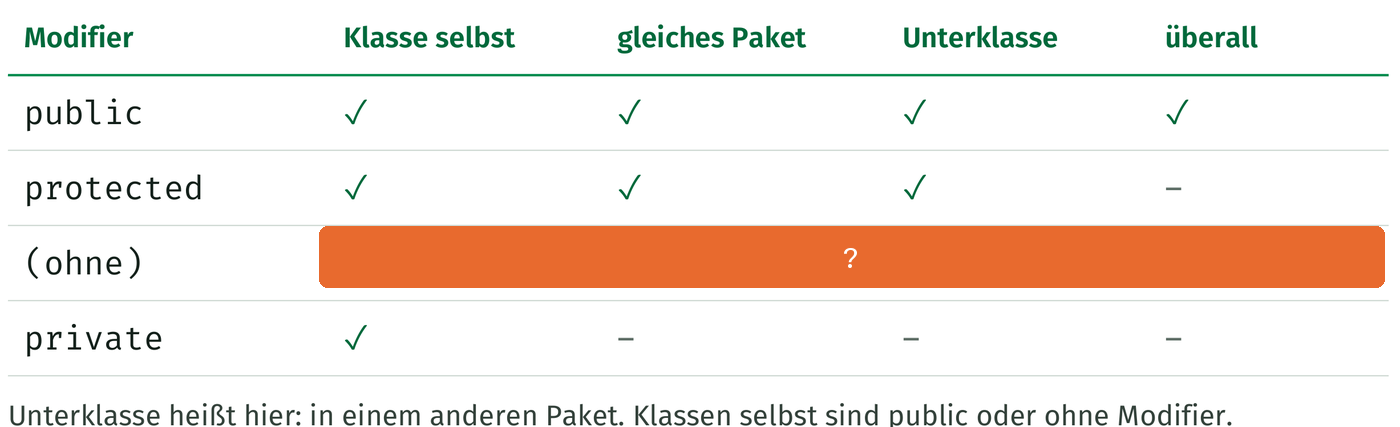 Modifier Klasse selbst gleiches Paket Unterklasse überall
public ✓ ✓ ✓ ✓
protected ✓ ✓ ✓ –
(ohne) ?
private ✓ – – –
Unterklasse heißt hier: in einem anderen Paket. Klassen selbst sind public oder ohne Modifier.